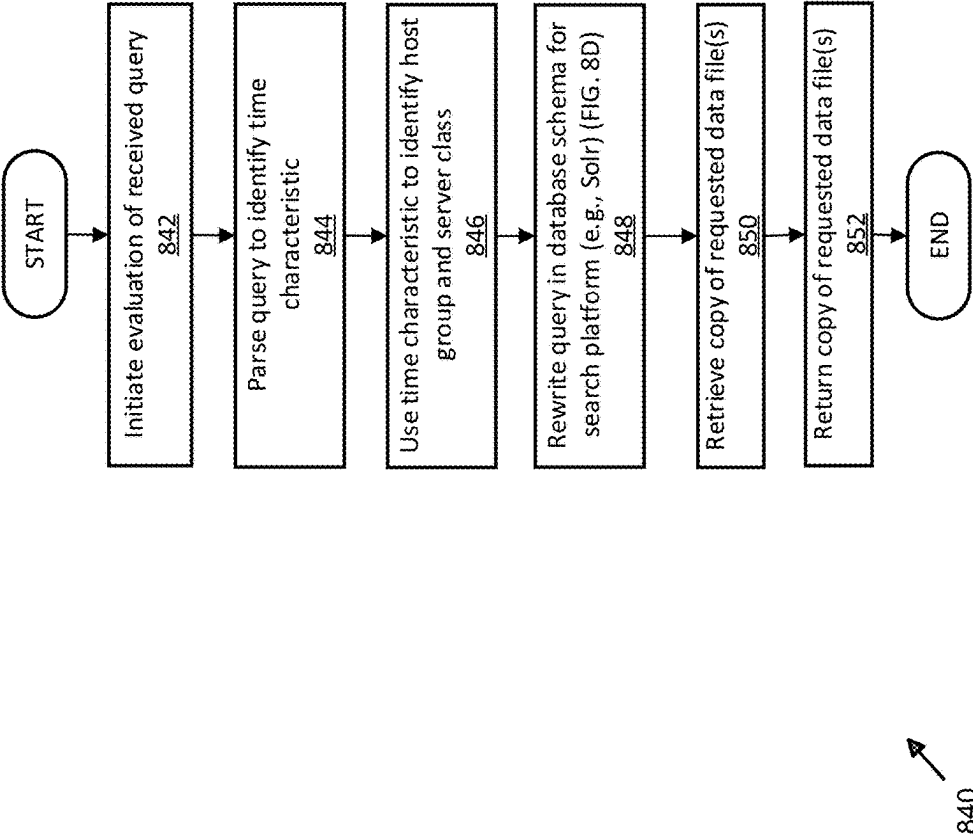 START
Initiate evaluation of received query
842
Parse query to identify time
characteristic
844
Use time characteristic to identify host
group and server class
846
Rewrite query in database schema for
search platform (e.g., Solr) (FIG. 8D)
848
Retrieve copy of requested data file(s)
850
Return copy of requested data file(s)
852
END
840